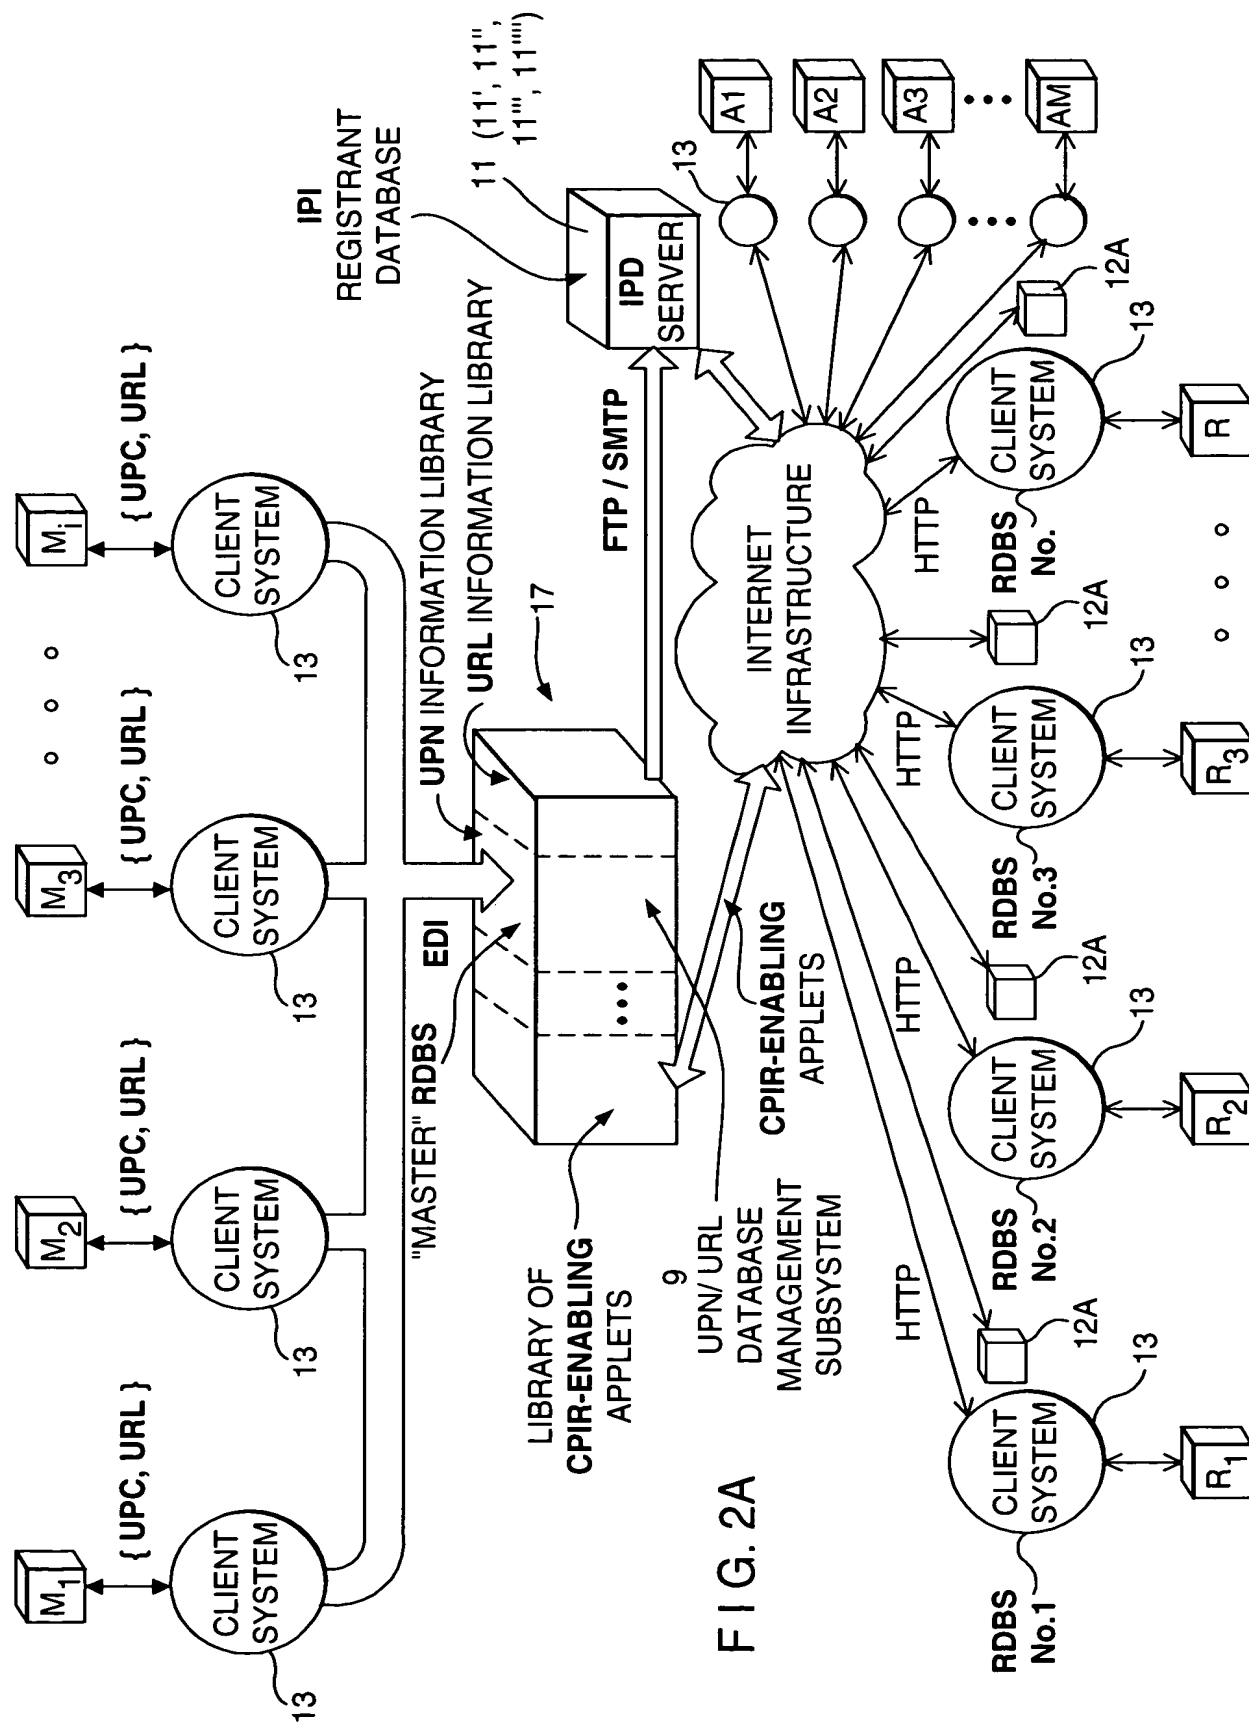 M1
M2
M3
Mi
{ UPC, URL }
{ UPC, URL }
{ UPC, URL }
{ UPC, URL }
CLIENT
SYSTEM
CLIENT
SYSTEM
CLIENT
SYSTEM
CLIENT
SYSTEM
13
13
13
13
"MASTER" RDBS
EDI
UPN INFORMATION LIBRARY
URL INFORMATION LIBRARY
17
IPI
REGISTRANT
DATABASE
11 (11', 11",
11''', 11'''')
IPD
SERVER
FTP / SMTP
LIBRARY OF
CPIR-ENABLING
APPLETS
9
UPN/ URL
DATABASE
MANAGEMENT
SUBSYSTEM
CPIR-ENABLING
APPLETS
INTERNET
INFRASTRUCTURE
13
A1
A2
A3
AM
HTTP
HTTP
HTTP
HTTP
12A
12A
12A
12A
RDBS
No.1
CLIENT
SYSTEM
13
R1
RDBS
No.2
CLIENT
SYSTEM
13
R2
RDBS
No.3
CLIENT
SYSTEM
13
R3
RDBS
No.
CLIENT
SYSTEM
13
R
FIG. 2A